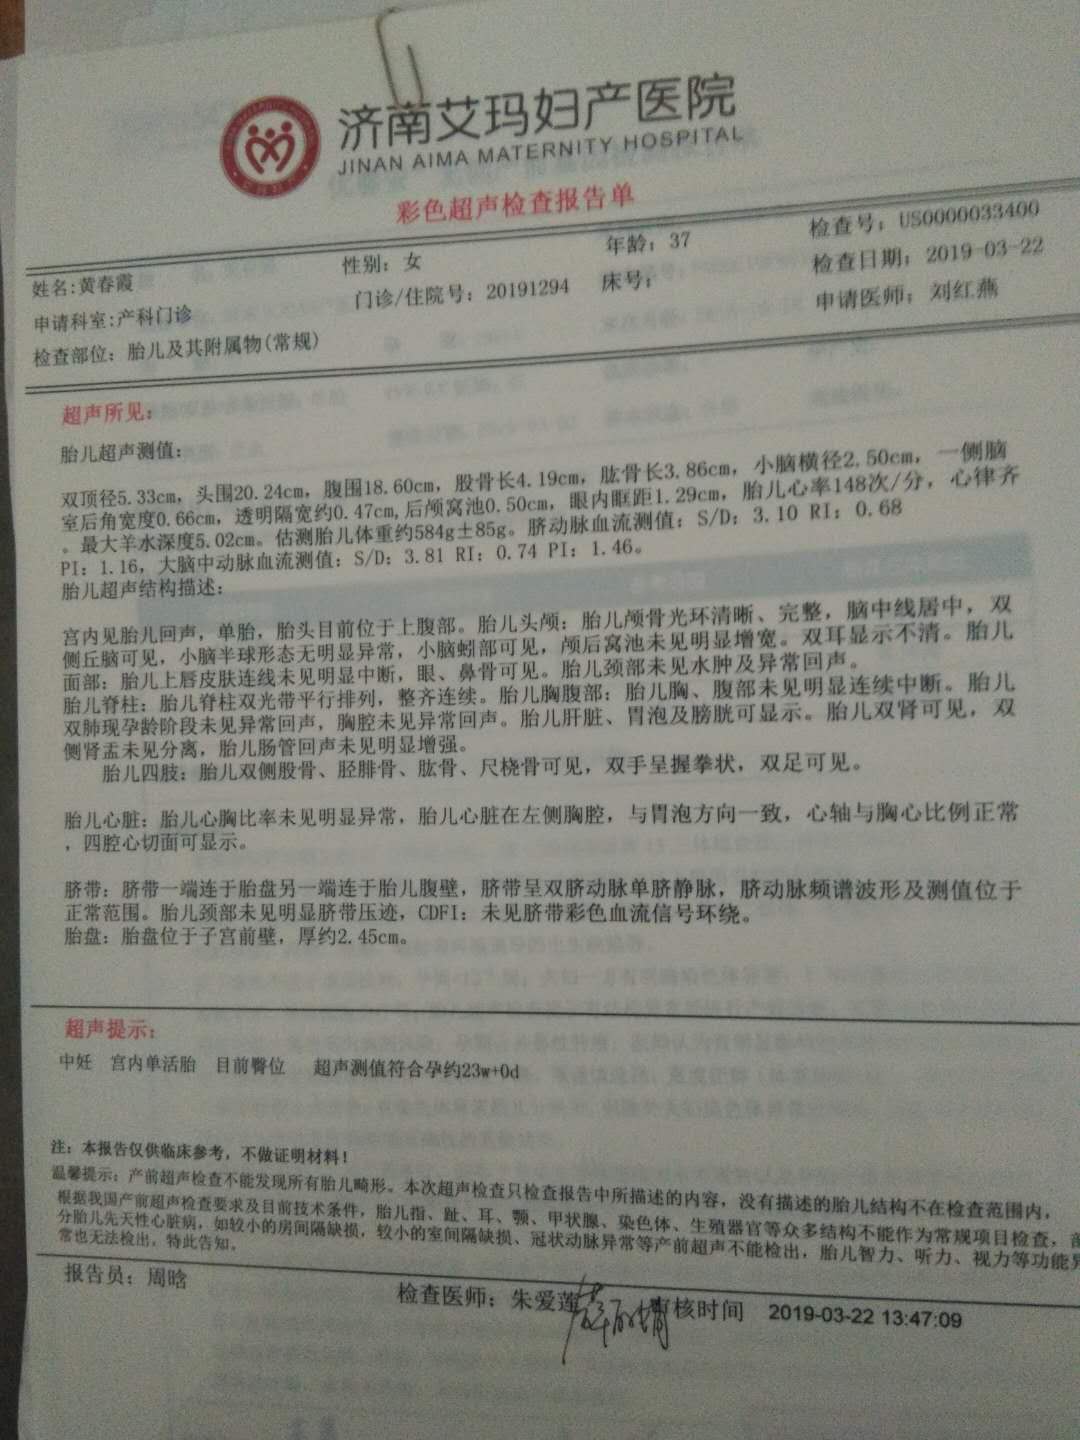 济南艾玛妇产医院
JINAN AIMA MATERNITY HOSPITAL
彩色超声检查报告单
姓名:黄春霞 性别：女 年龄：37 检查号：US0000033400
申请科室:产科门诊 门诊/住院号：20191294 床号： 检查日期：2019-03-22
检查部位：胎儿及其附属物(常规) 申请医师：刘红燕
超声所见：
胎儿超声测值：
双顶径5.33cm，头围20.24cm，腹围18.60cm，股骨长4.19cm，肱骨长3.86cm，小脑横径2.50cm，一侧脑
室后角宽度0.66cm，透明隔宽约0.47cm,后颅窝池0.50cm，眼内眶距1.29cm，胎儿心率148次/分，心律齐
。最大羊水深度5.02cm。估测胎儿体重约584g±85g。脐动脉血流测值：S/D：3.10 RI：0.68
PI：1.16，大脑中动脉血流测值：S/D：3.81 RI：0.74 PI：1.46。
胎儿超声结构描述：
宫内见胎儿回声，单胎，胎头目前位于上腹部。胎儿头颅：胎儿颅骨光环清晰、完整，脑中线居中，双
侧丘脑可见，小脑半球形态无明显异常，小脑蚓部可见，颅后窝池未见明显增宽。双耳显示不清。胎儿
面部：胎儿上唇皮肤连线未见明显中断，眼、鼻骨可见。胎儿颈部未见水肿及异常回声。
胎儿脊柱：胎儿脊柱双光带平行排列，整齐连续。胎儿胸腹部：胎儿胸、腹部未见明显连续中断。胎儿
双肺现孕龄阶段未见异常回声，胸腔未见异常回声。胎儿肝脏、胃泡及膀胱可显示。胎儿双肾可见，双
侧肾盂未见分离，胎儿肠管回声未见明显增强。
胎儿四肢：胎儿双侧股骨、胫腓骨、肱骨、尺桡骨可见，双手呈握拳状，双足可见。
胎儿心脏：胎儿心胸比率未见明显异常，胎儿心脏在左侧胸腔，与胃泡方向一致，心轴与胸心比例正常
，四腔心切面可显示。
脐带：脐带一端连于胎盘另一端连于胎儿腹壁，脐带呈双脐动脉单脐静脉，脐动脉频谱波形及测值位于
正常范围。胎儿颈部未见明显脐带压迹，CDFI：未见脐带彩色血流信号环绕。
胎盘：胎盘位于子宫前壁，厚约2.45cm。
超声提示：
中妊 宫内单活胎 目前臀位 超声测值符合孕约23w+0d
注：本报告仅供临床参考，不做证明材料！
温馨提示：产前超声检查不能发现所有胎儿畸形。本次超声检查只检查报告中所描述的内容，没有描述的胎儿结构不在检查范围内，
根据我国产前超声检查要求及目前技术条件，胎儿指、趾、耳、颚、甲状腺、染色体、生殖器官等众多结构不能作为常规项目检查，部
分胎儿先天性心脏病，如较小的房间隔缺损，较小的室间隔缺损、冠状动脉异常等产前超声不能检出，胎儿智力、听力、视力等功能异
常也无法检出，特此告知。
报告员：周晗 检查医师：朱爱莲 审核时间 2019-03-22 13:47:09